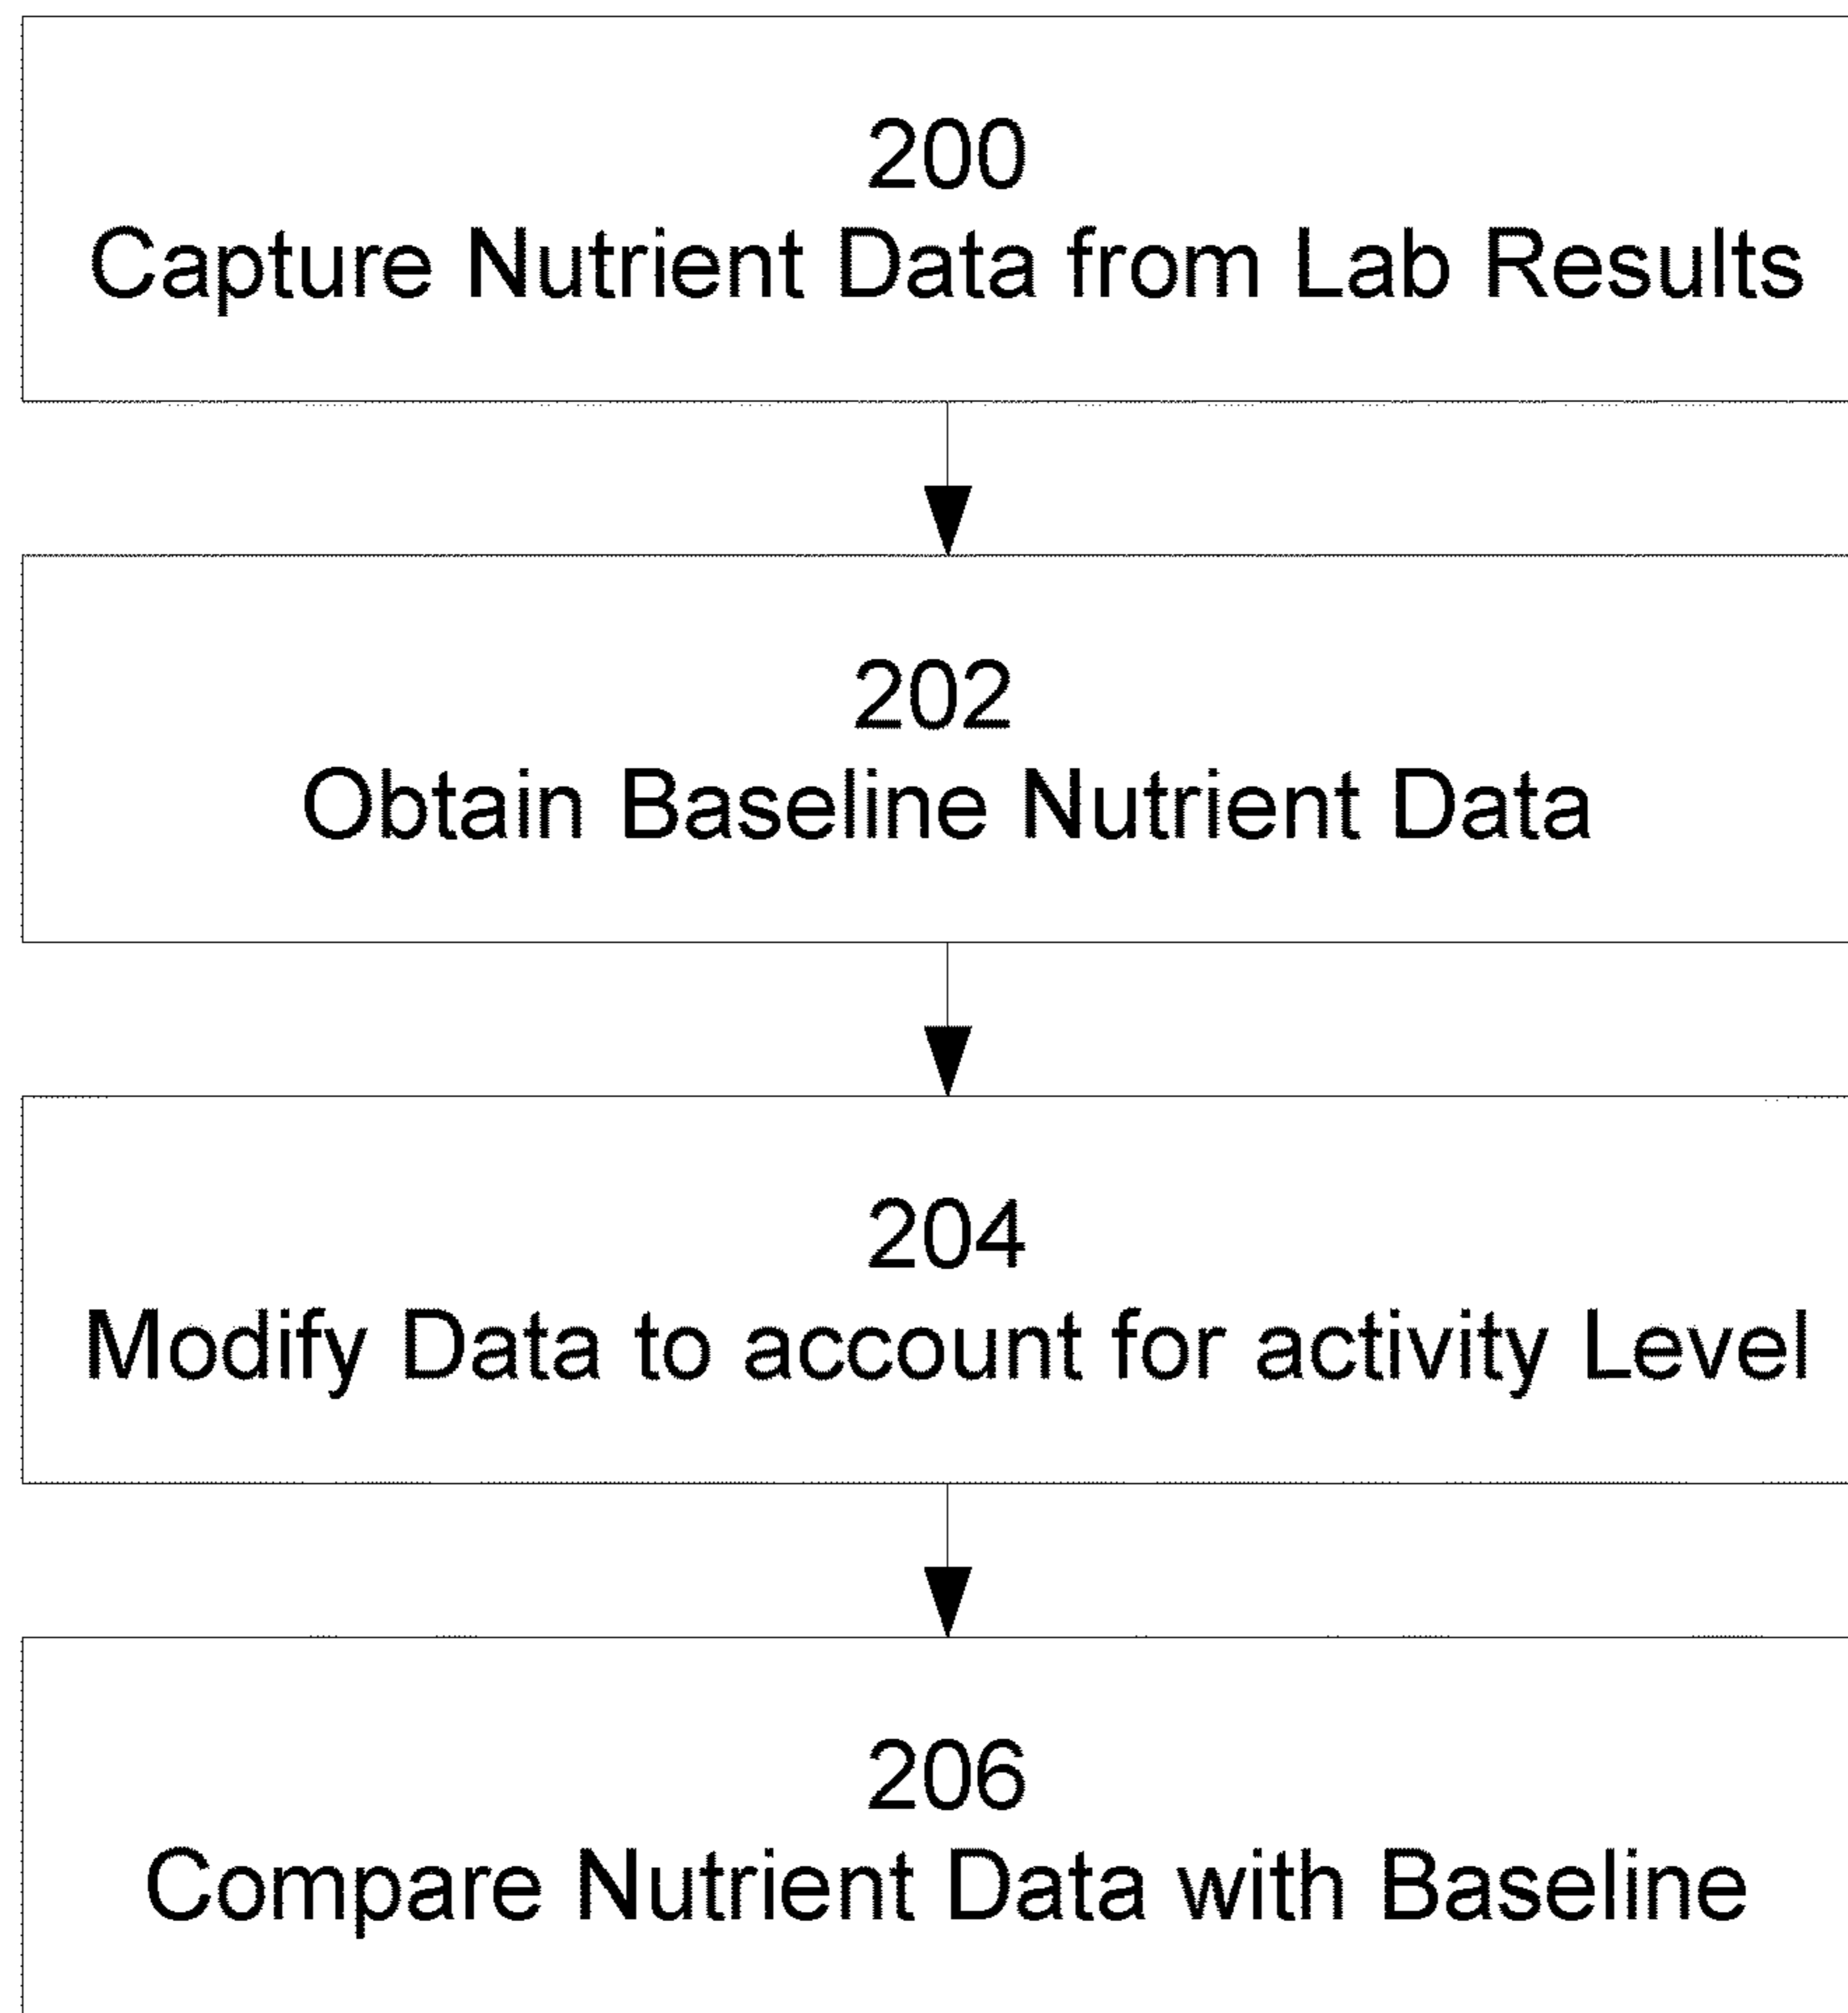 200
Capture Nutrient Data from Lab Results
202
Obtain Baseline Nutrient Data
204
Modify Data to account for activity Level
206
Compare Nutrient Data with Baseline